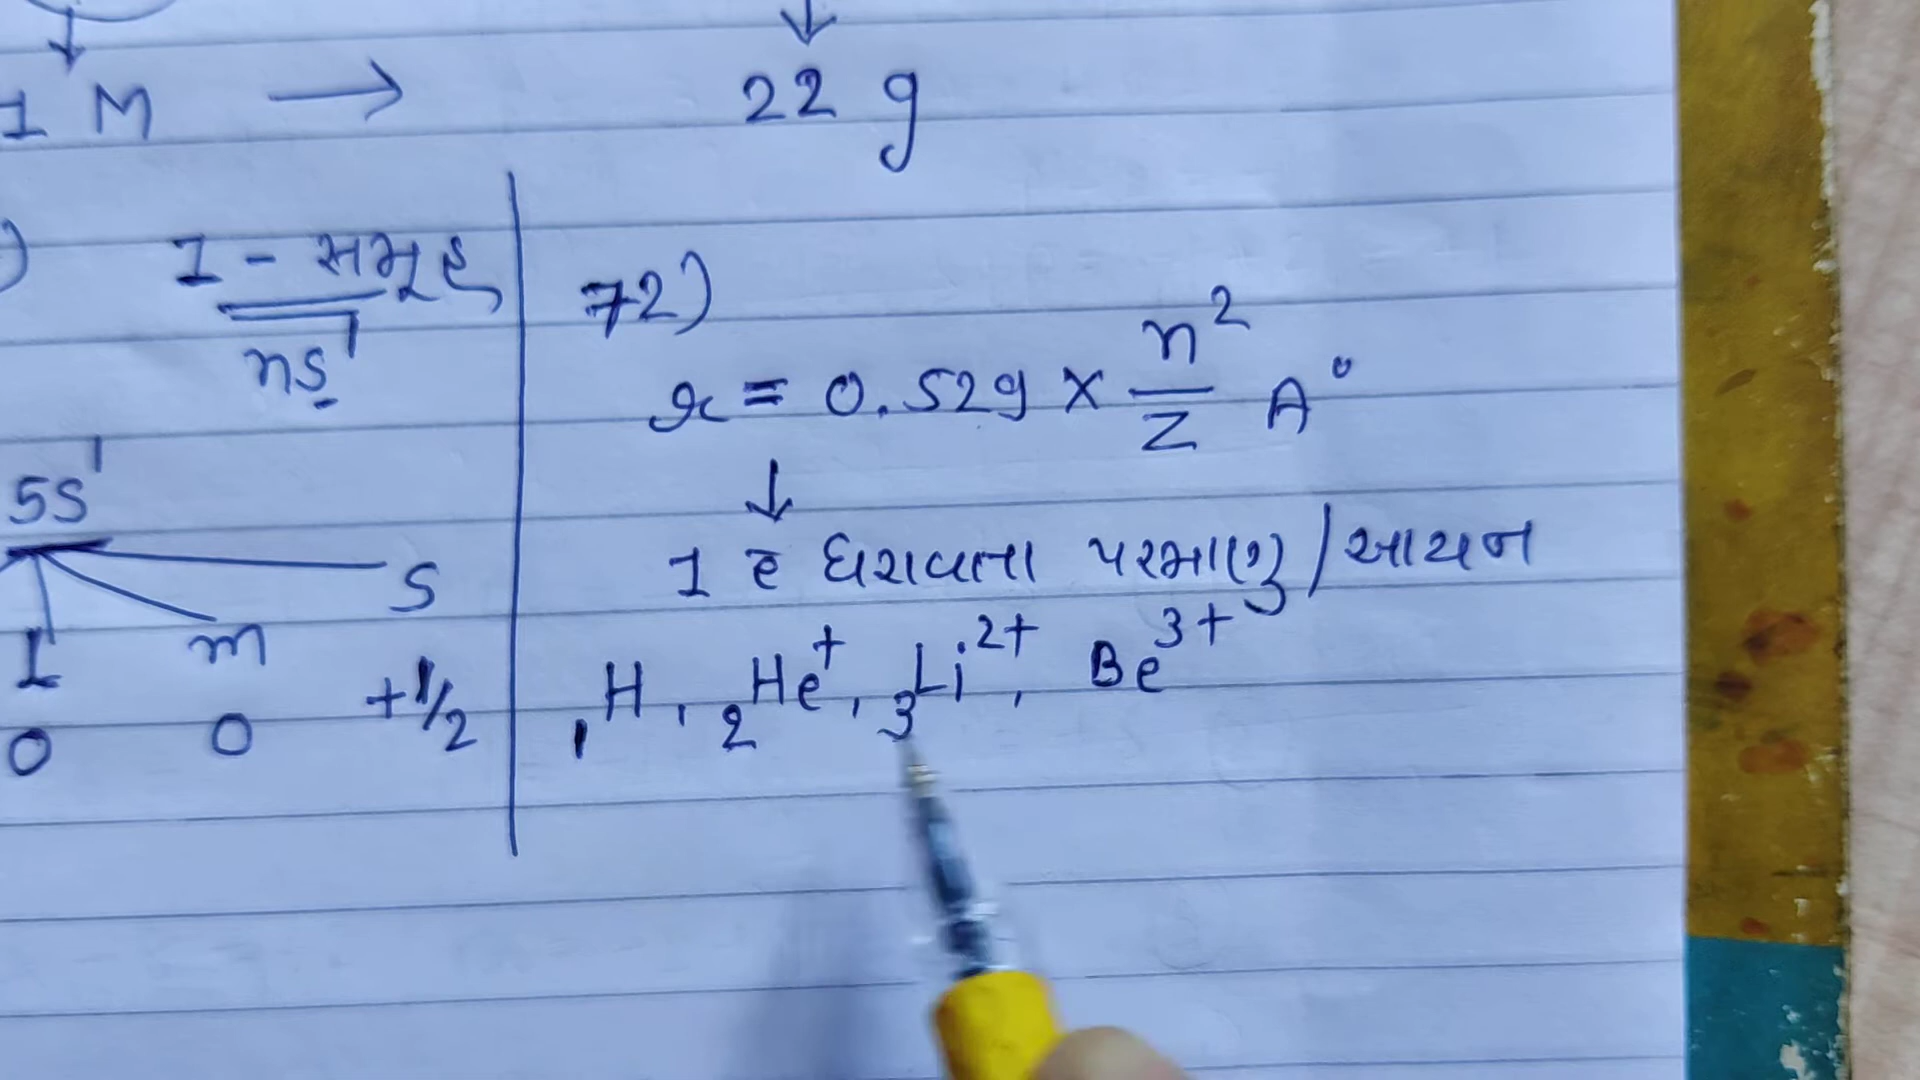 1 M → 22 g
I - સમૂહ
ns¹
5s¹
s
l m
0 0 +1/2
72)
r = 0.529 × n²/Z A°
1 e ધરાવતા પરમાણુ / આયન
₁H, ₂He⁺, ₃Li²⁺, Be³⁺